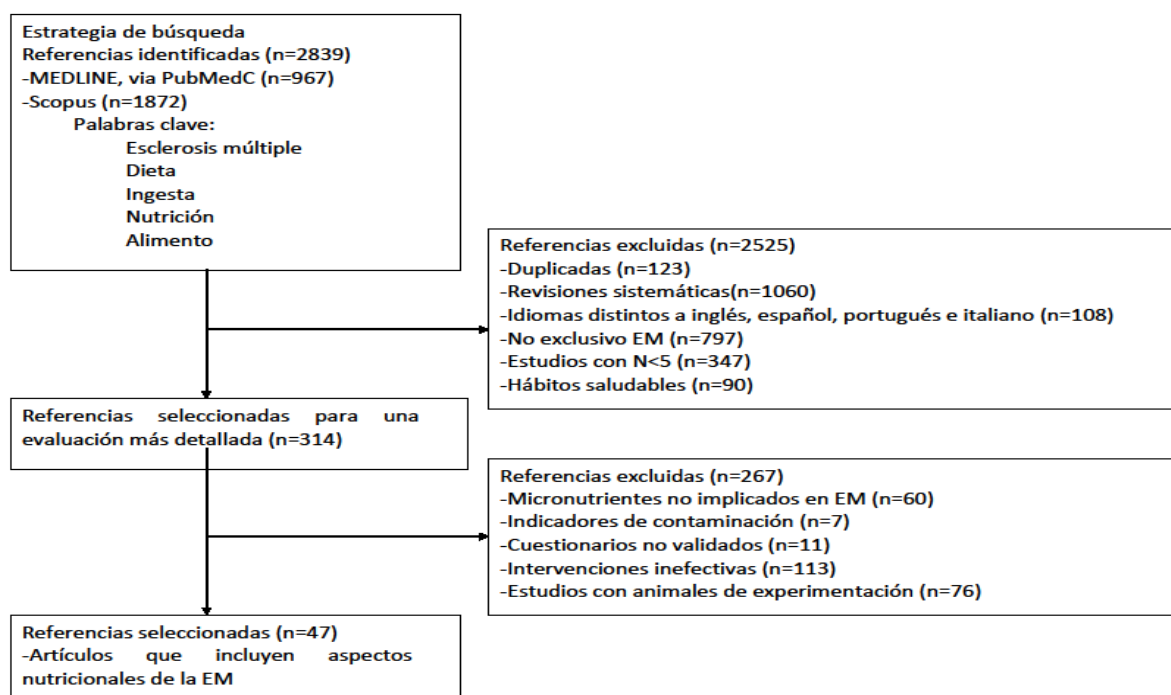 Estrategia de búsqueda
Referencias identificadas (n=2839)
-MEDLINE, via PubMedC (n=967)
-Scopus (n=1872)
Palabras clave:
Esclerosis múltiple
Dieta
Ingesta
Nutrición
Alimento
Referencias excluidas (n=2525)
-Duplicadas (n=123)
-Revisiones sistemáticas(n=1060)
-Idiomas distintos a inglés, español, portugués e italiano (n=108)
-No exclusivo EM (n=797)
-Estudios con N<5 (n=347)
-Hábitos saludables (n=90)
Referencias seleccionadas para una
evaluación más detallada (n=314)
Referencias excluidas (n=267)
-Micronutrientes no implicados en EM (n=60)
-Indicadores de contaminación (n=7)
-Cuestionarios no validados (n=11)
-Intervenciones inefectivas (n=113)
-Estudios con animales de experimentación (n=76)
Referencias seleccionadas (n=47)
-Artículos que incluyen aspectos
nutricionales de la EM